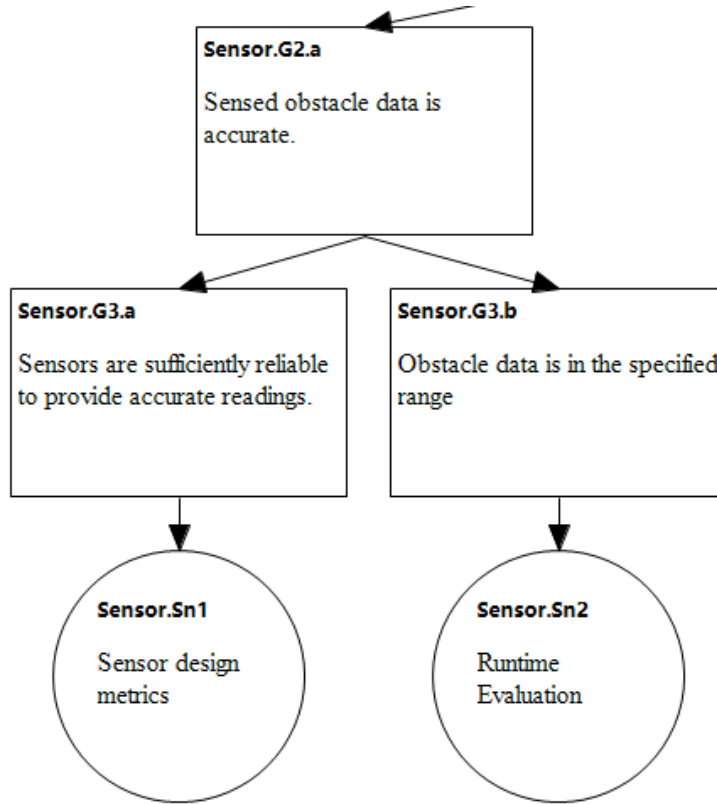 Sensor.G2.a
Sensed obstacle data is
accurate.
Sensor.G3.a
Sensors are sufficiently reliable
to provide accurate readings.
Sensor.G3.b
Obstacle data is in the specified
range
Sensor.Sn1
Sensor design
metrics
Sensor.Sn2
Runtime
Evaluation